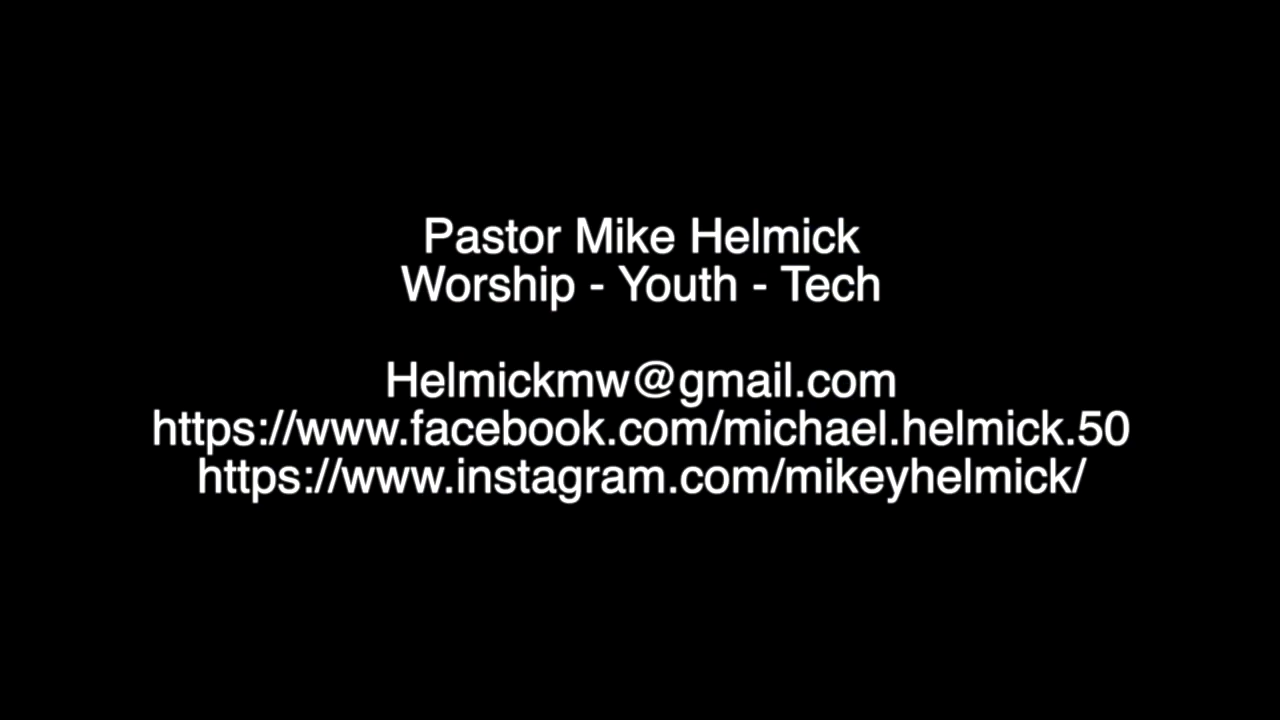 Pastor Mike Helmick
Worship - Youth - Tech
Helmickmw@gmail.com
https://www.facebook.com/michael.helmick.50
https://www.instagram.com/mikeyhelmick/